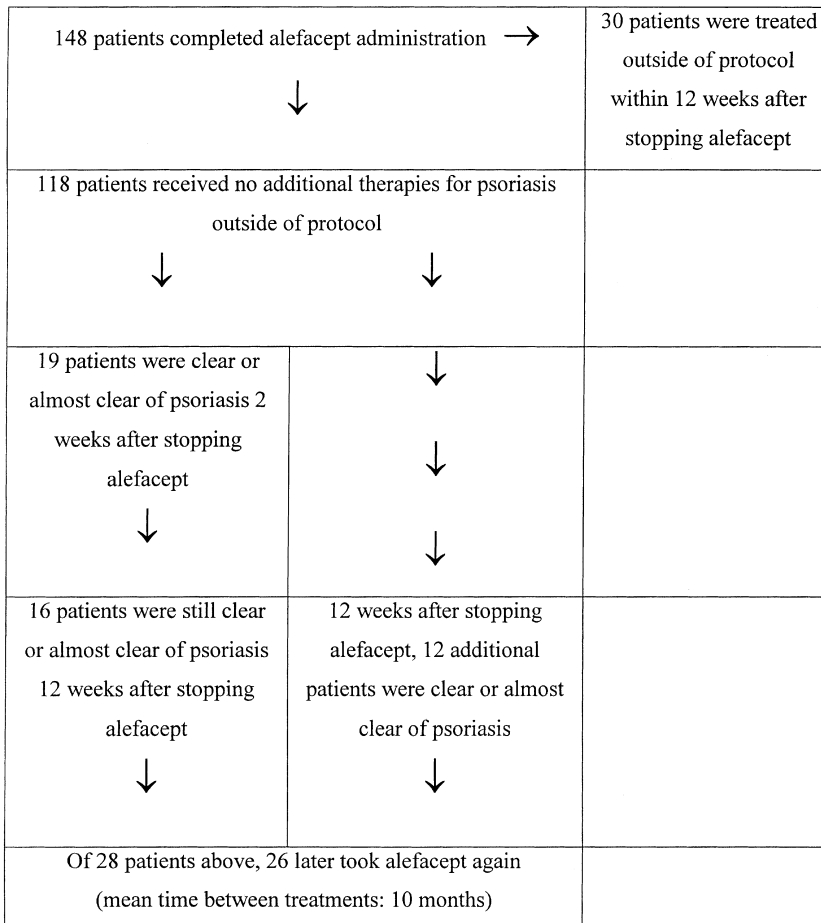 148 patients completed alefacept administration →
↓
30 patients were treated
outside of protocol
within 12 weeks after
stopping alefacept
118 patients received no additional therapies for psoriasis
outside of protocol
↓ ↓
19 patients were clear or
almost clear of psoriasis 2
weeks after stopping
alefacept
↓
↓
↓
↓
16 patients were still clear
or almost clear of psoriasis
12 weeks after stopping
alefacept
↓
12 weeks after stopping
alefacept, 12 additional
patients were clear or almost
clear of psoriasis
↓
Of 28 patients above, 26 later took alefacept again
(mean time between treatments: 10 months)